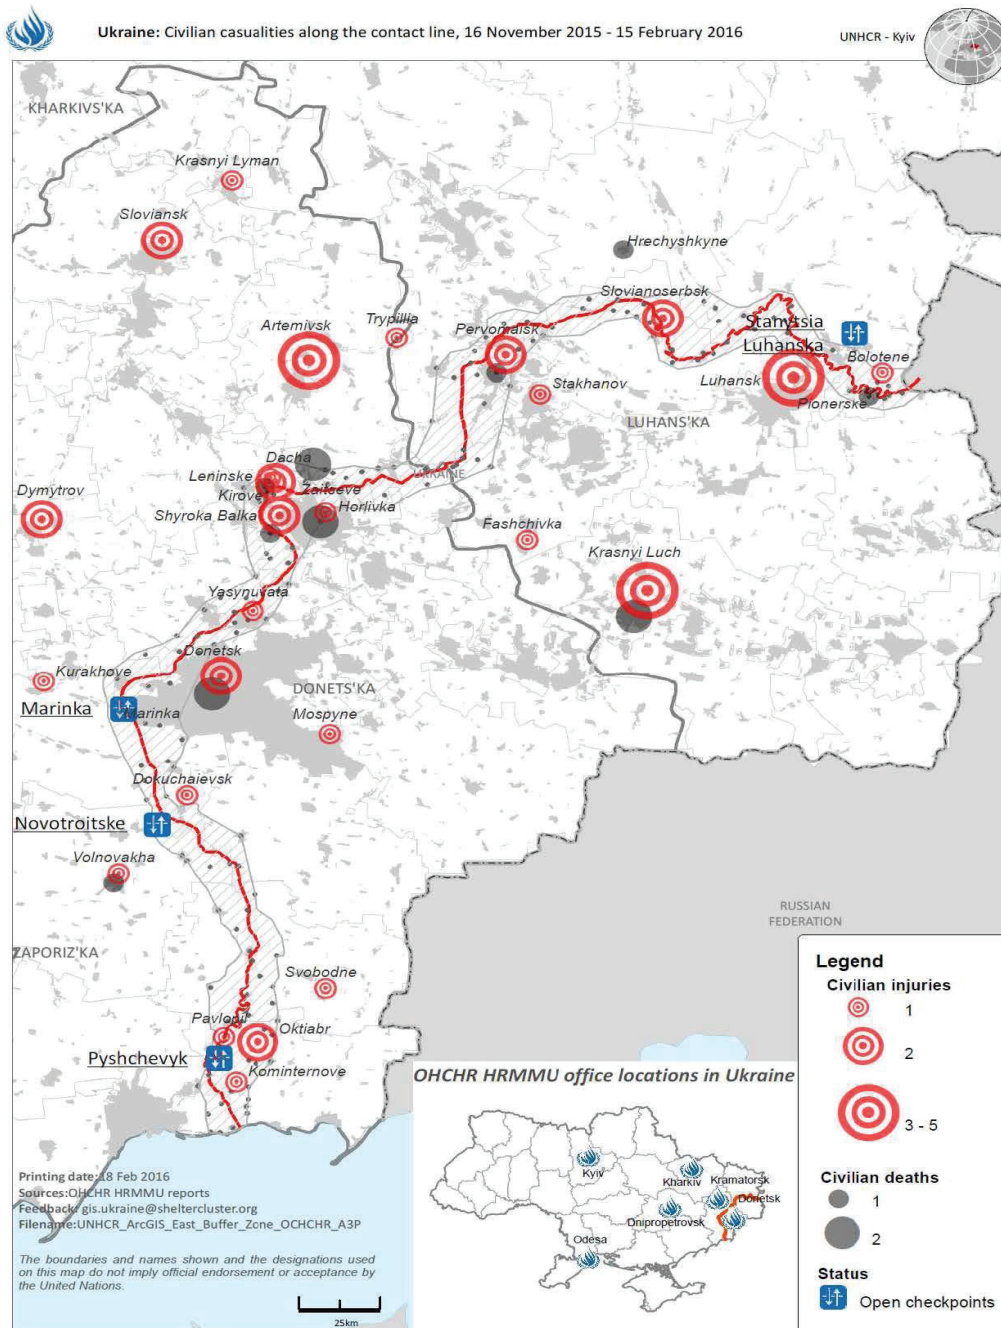 Ukraine: Civilian casualities along the contact line, 16 November 2015 - 15 February 2016
UNHCR - Kyiv
KHARKIVS'KA
Krasnyi Lyman
Sloviansk
Hrechyshkyne
Slovianoserbsk
Artemivsk
Trypillia
Pervomaisk
Stanytsia
Luhanska
Bolotene
Luhansk
Stakhanov
Pionerske
LUHANS'KA
Dacha
UKRAINE
Leninske
Zaitseve
Kirove
Dymytrov
Horlivka
Shyroka Balka
Fashchivka
Krasnyi Luch
Yasynuvata
Donetsk
Kurakhove
DONETS'KA
Marinka
Marinka
Mospyne
Dokuchaievsk
Novotroitske
Volnovakha
RUSSIAN
FEDERATION
ZAPORIZ'KA
Svobodne
Pavlopil
Oktiabr
Pyshchevyk
Kominternove
Legend
Civilian injuries
1
2
3 - 5
Civilian deaths
1
2
Status
Open checkpoints
OHCHR HRMMU office locations in Ukraine
Kyiv
Kharkiv
Kramatorsk
Donetsk
Dnipropetrovsk
Odesa
Printing date: 18 Feb 2016
Sources:OHCHR HRMMU reports
Feedback: gis.ukraine@sheltercluster.org
Filename:UNHCR_ArcGIS_East_Buffer_Zcne_OCHCHR_A3P
The boundaries and names shown and the designations used
on this map do not imply official endorsement or acceptance by
the United Nations.
25km